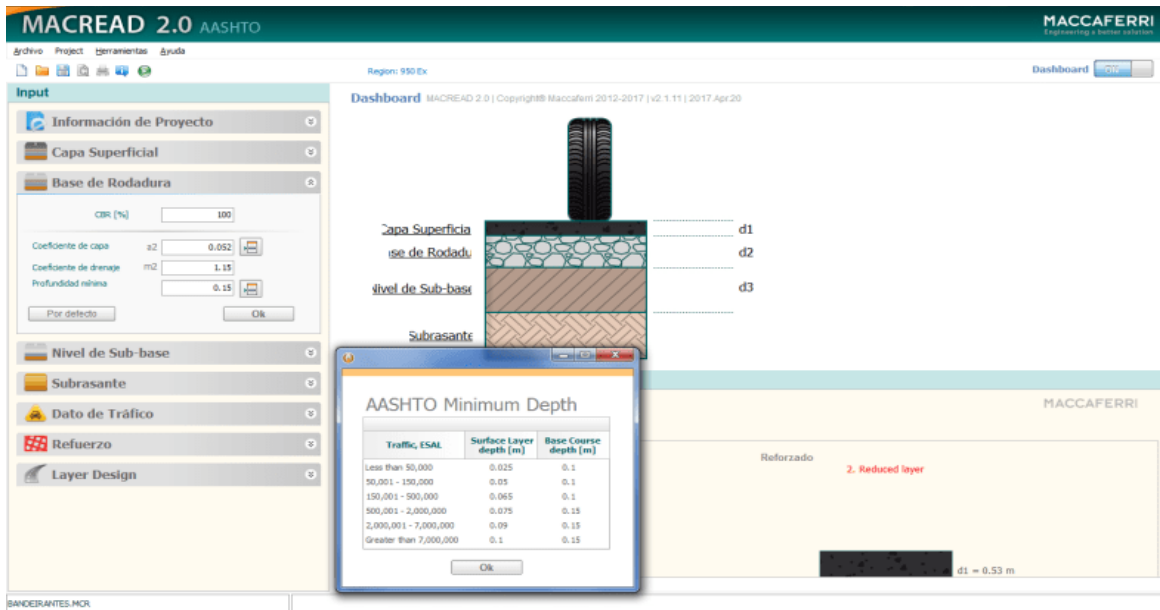 MACREAD 2.0 AASHTO
MACCAFERRI
Engineering a better solution
Archivo Project Herramientas Ayuda
Region: 950 Ex
Dashboard
Input
Dashboard MACREAD 2.0 | Copyright® Maccaferri 2012-2017 | v2.1.11 | 2017.Apr.20
Información de Proyecto
Capa Superficial
Base de Rodadura
CBR [%] 100
Coeficiente de capa a2 0.052
Coeficiente de drenaje m2 1.15
Profundidad mínima 0.15
Por defecto Ok
Nivel de Sub-base
Subrasante
Dato de Tráfico
Refuerzo
Layer Design
Capa Superficia d1
ise de Rodadu d2
Nivel de Sub-base d3
Subrasante
AASHTO Minimum Depth
Traffic, ESAL Surface Layer depth [m] Base Course depth [m]
Less than 50,000 0.025 0.1
50,001 - 150,000 0.05 0.1
150,001 - 500,000 0.065 0.1
500,001 - 2,000,000 0.075 0.15
2,000,001 - 7,000,000 0.09 0.15
Greater than 7,000,000 0.1 0.15
Ok
MACCAFERRI
Reforzado
2. Reduced layer
d1 = 0.53 m
BANDEIRANTES.MCR